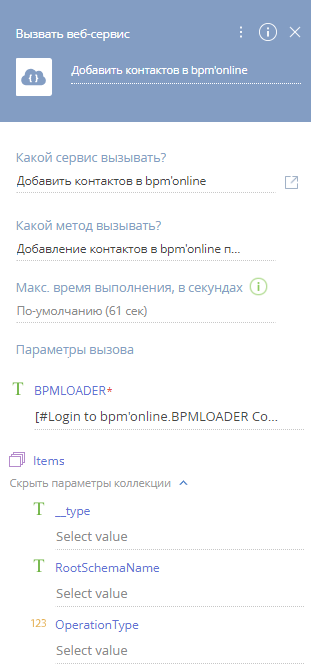 Вызвать веб-сервис
Добавить контактов в bpm'online
Какой сервис вызывать?
Добавить контактов в bpm'online
Какой метод вызывать?
Добавление контактов в bpm'online п...
Макс. время выполнения, в секундах
По-умолчанию (61 сек)
Параметры вызова
T BPMLOADER*
[#Login to bpm'online.BPMLOADER Co...
Items
Скрыть параметры коллекции
T __type
Select value
T RootSchemaName
Select value
123 OperationType
Select value